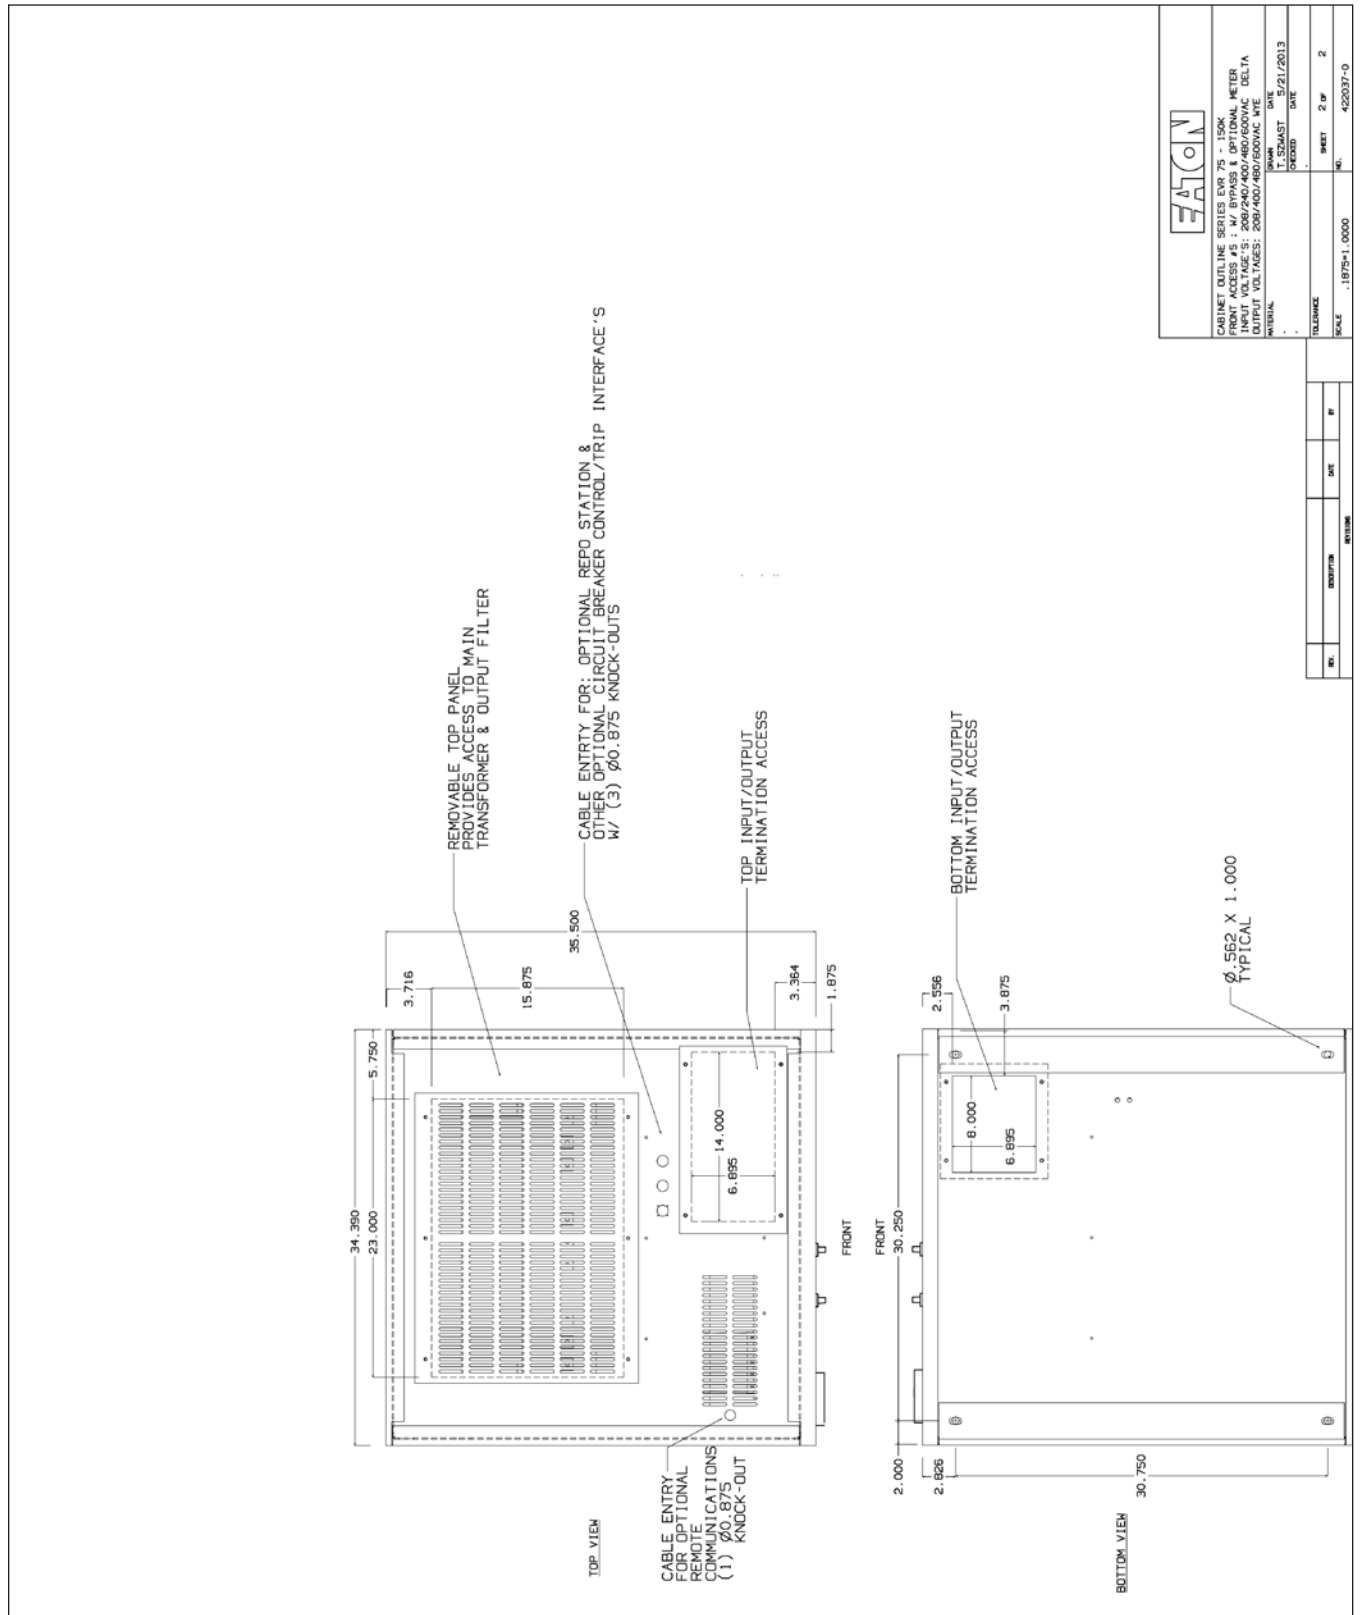 REMOVABLE TOP PANEL
PROVIDES ACCESS TO MAIN
TRANSFORMER & OUTPUT FILTER
CABLE ENTRTY FOR: OPTIONAL REPO STATION &
OTHER OPTIONAL CIRCUIT BREAKER CONTROL/TRIP INTERFACE'S
W/ (3) Ø0.875 KNOCK-OUTS
TOP INPUT/OUTPUT
TERMINATION ACCESS
34.390
23.000
5.750
3.716
15.875
35.500
3.364
1.875
14.000
6.895
FRONT
TOP VIEW
CABLE ENTRY
FOR OPTIONAL
REMOTE
COMMUNICATIONS
(1) Ø0.875
KNOCK-OUT
FRONT
BOTTOM INPUT/OUTPUT
TERMINATION ACCESS
Ø.562 X 1.000
TYPICAL
30.250
2.556
3.875
8.000
6.895
2.000
2.826
30.750
BOTTOM VIEW
EATON
CABINET OUTLINE SERIES EVR 75 - 150K
FRONT ACCESS #5 : W/ BYPASS & OPTIONAL METER
INPUT VOLTAGE'S: 208/240/400/480/600VAC DELTA
OUTPUT VOLTAGES: 208/400/480/600VAC WYE
MATERIAL
DRAWN DATE
T.SZWAST 5/21/2013
CHECKED DATE
TOLERANCE
SHEET 2 OF 2
SCALE .1875=1.0000
NO. 422037-0
REV. DESCRIPTION DATE BY
REVISIONS